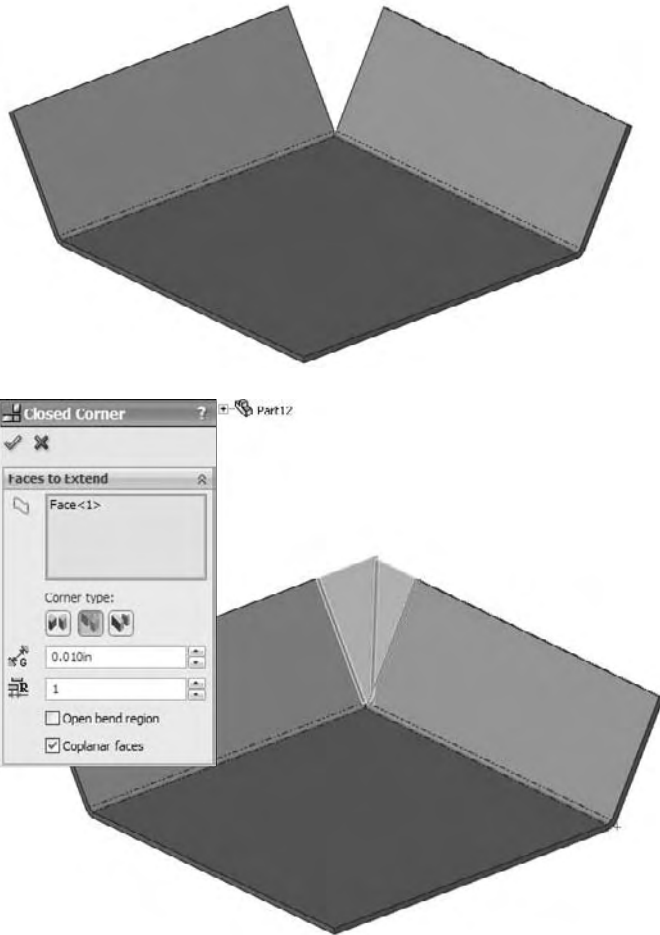 Closed Corner ?
Part12
Faces to Extend
Face<1>
Corner type:
G
0.010in
R
1
Open bend region
Coplanar faces